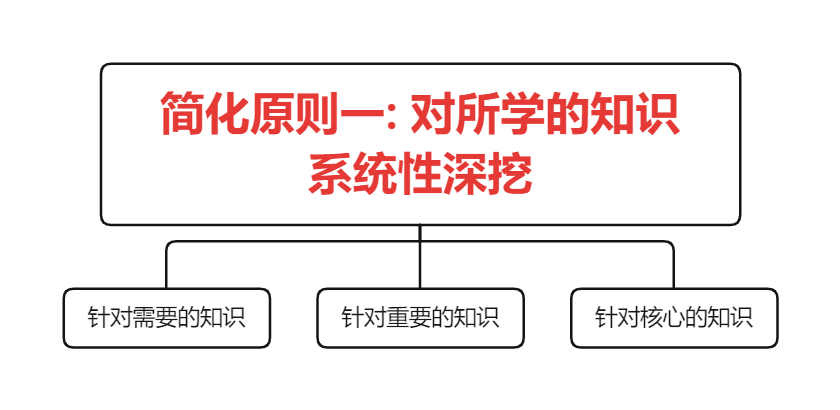 简化原则一: 对所学的知识
系统性深挖
针对需要的知识
针对重要的知识
针对核心的知识